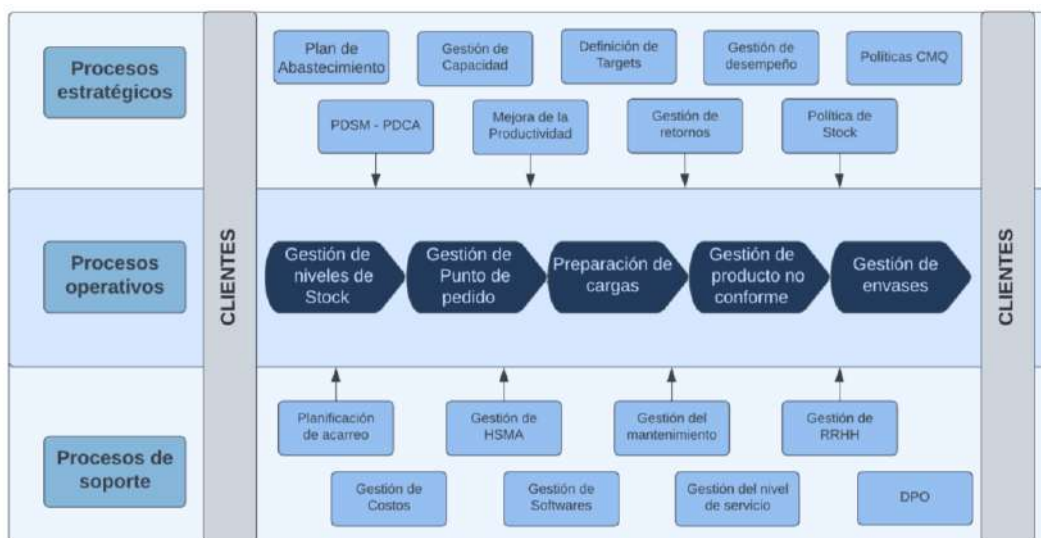 Procesos
estratégicos
Plan de
Abastecimiento
Gestión de
Capacidad
Definición de
Targets
Gestión de
desempeño
Políticas CMQ
PDSM - PDCA
Mejora de la
Productividad
Gestión de
retornos
Política de
Stock
Procesos
operativos
CLIENTES
Gestión de
niveles de
Stock
Gestión de
Punto de
pedido
Preparación de
cargas
Gestión de
producto no
conforme
Gestión de
envases
CLIENTES
Procesos de
soporte
Planificación
de acarreo
Gestión de
HSMA
Gestión del
mantenimiento
Gestión de
RRHH
Gestión de
Costos
Gestión de
Softwares
Gestión del nivel
de servicio
DPO